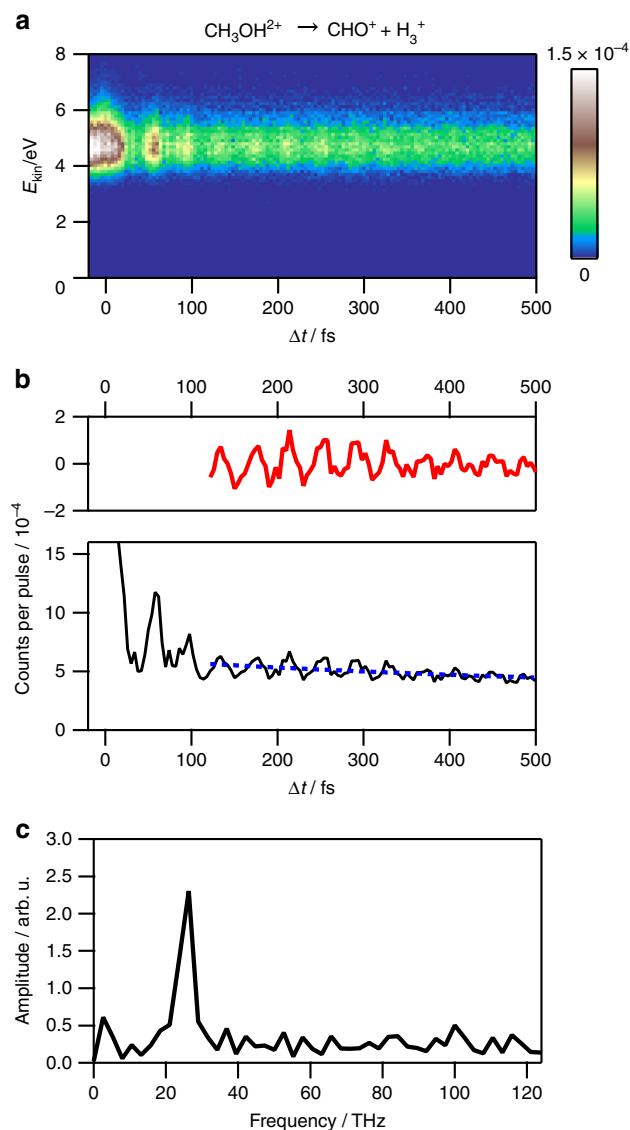 a
CH₃OH²⁺ → CHO⁺ + H₃⁺
1.5 × 10⁻⁴
8
6
4
2
0
E_kin/eV
0
0 100 200 300 400 500
Δt / fs
b
0 100 200 300 400 500
2
0
−2
15
10
5
0
Counts per pulse / 10⁻⁴
0 100 200 300 400 500
Δt / fs
c
3.0
2.5
2.0
1.5
1.0
0.5
0.0
Amplitude / arb. u.
0 20 40 60 80 100 120
Frequency / THz